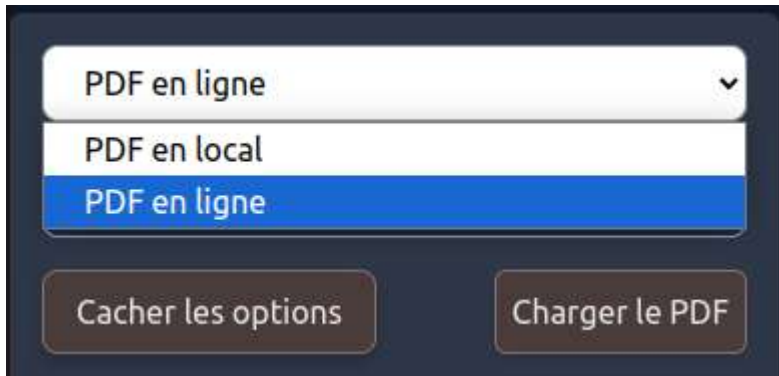 PDF en ligne
PDF en local
PDF en ligne
Cacher les options
Charger le PDF